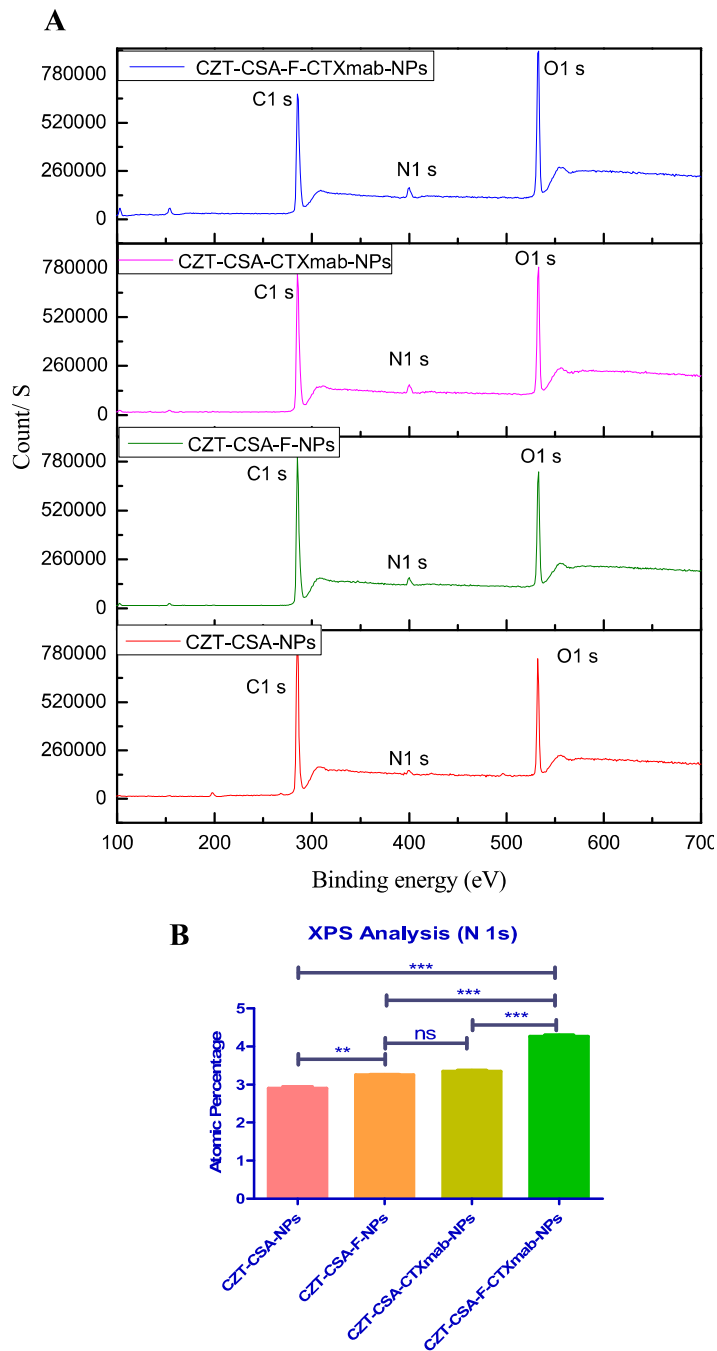 A
CZT-CSA-F-CTXmab-NPs
780000
520000
260000
0
C1 s
N1 s
O1 s
CZT-CSA-CTXmab-NPs
780000
520000
260000
0
C1 s
N1 s
O1 s
CZT-CSA-F-NPs
780000
520000
260000
0
C1 s
N1 s
O1 s
CZT-CSA-NPs
780000
520000
260000
0
C1 s
N1 s
O1 s
Count/ S
100 200 300 400 500 600 700
Binding energy (eV)
B
XPS Analysis (N 1s)
***
***
***
ns
**
5
4
3
2
1
0
Atomic Percentage
CZT-CSA-NPs
CZT-CSA-F-NPs
CZT-CSA-CTXmab-NPs
CZT-CSA-F-CTXmab-NPs